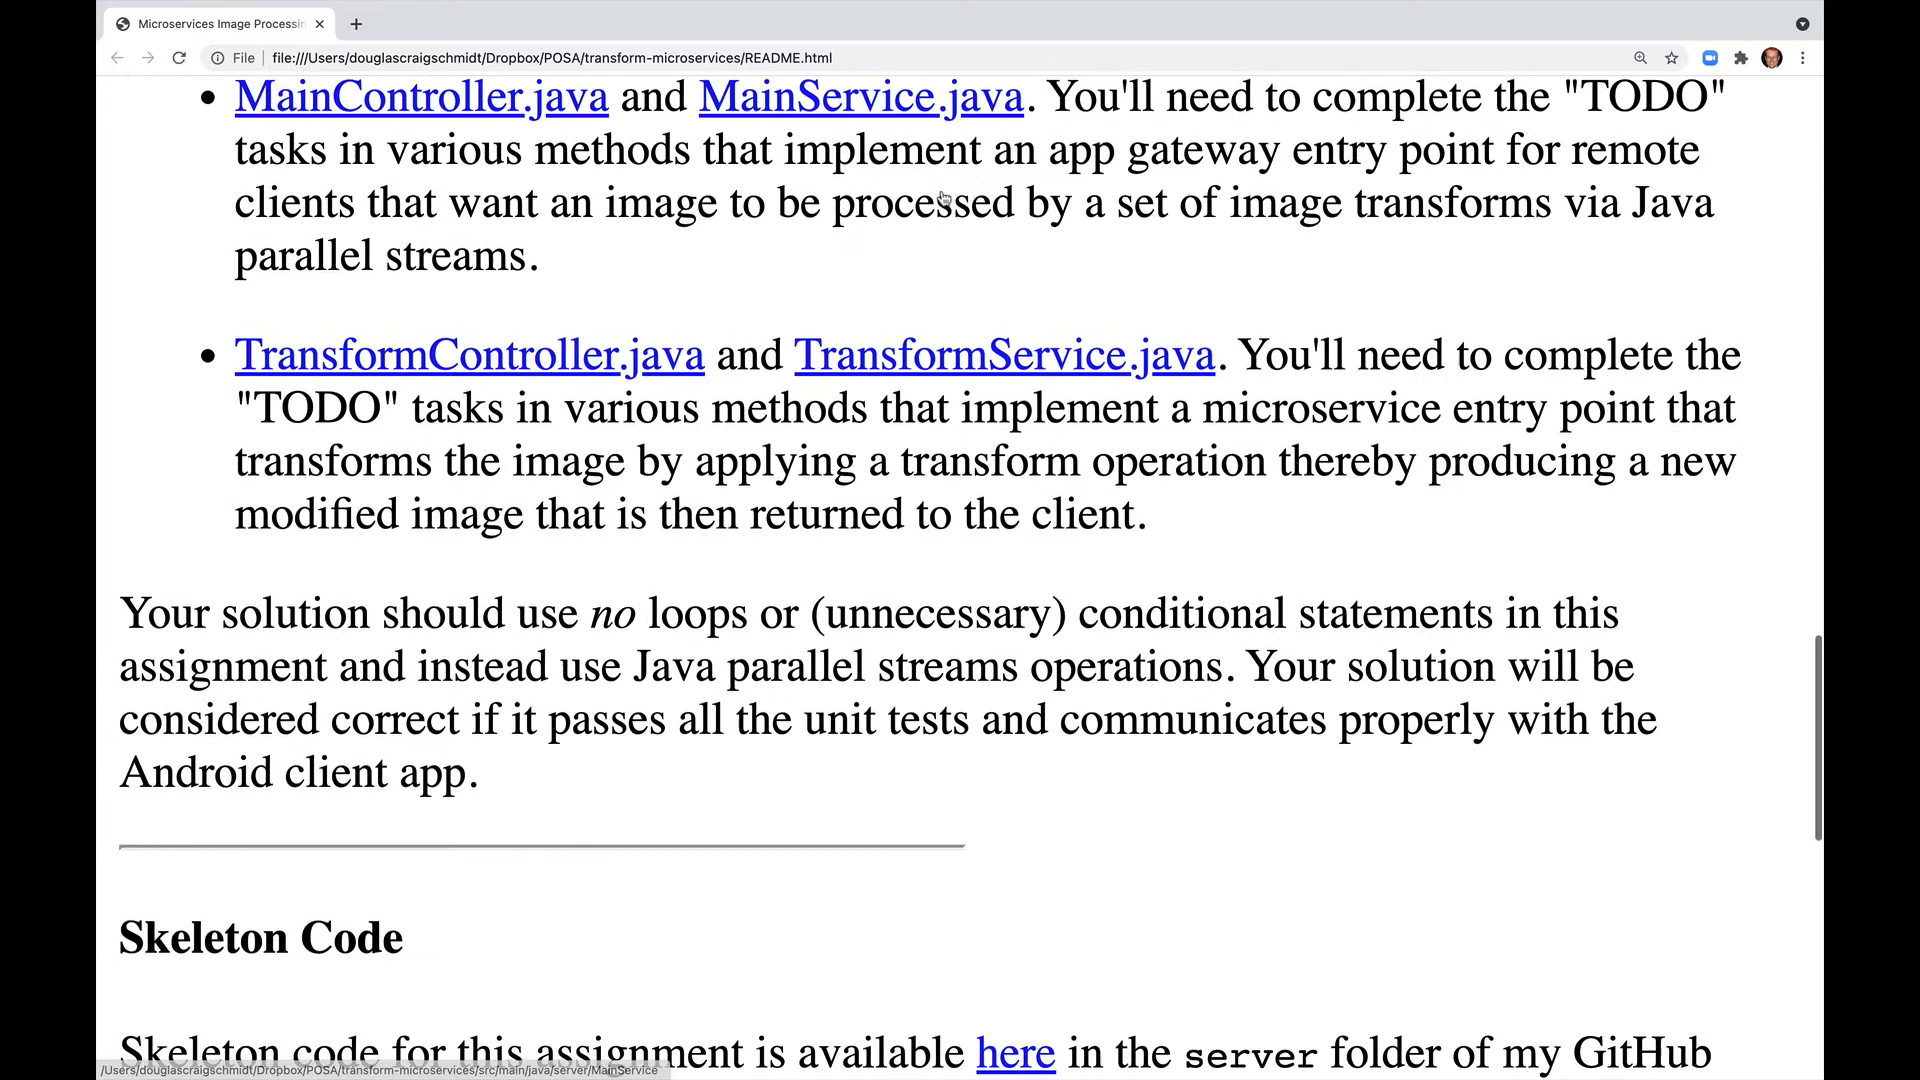 Microservices Image Processin
File file:///Users/douglascraigschmidt/Dropbox/POSA/transform-microservices/README.html
• MainController.java and MainService.java. You'll need to complete the "TODO"
tasks in various methods that implement an app gateway entry point for remote
clients that want an image to be processed by a set of image transforms via Java
parallel streams.
• TransformController.java and TransformService.java. You'll need to complete the
"TODO" tasks in various methods that implement a microservice entry point that
transforms the image by applying a transform operation thereby producing a new
modified image that is then returned to the client.
Your solution should use no loops or (unnecessary) conditional statements in this
assignment and instead use Java parallel streams operations. Your solution will be
considered correct if it passes all the unit tests and communicates properly with the
Android client app.
Skeleton Code
Skeleton code for this assignment is available here in the server folder of my GitHub
/Users/douglascraigschmidt/Dropbox/POSA/transform-microservices/src/main/java/server/MainService